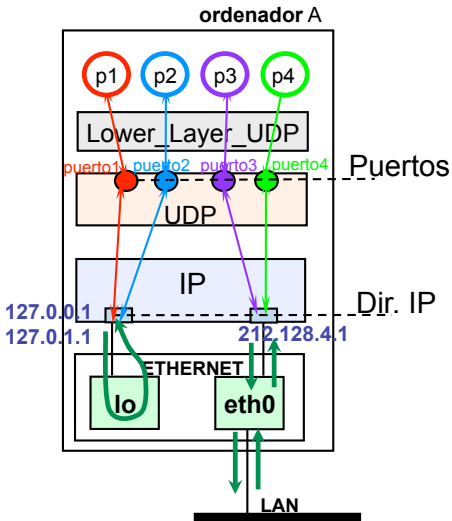 ordenador A
p1 p2 p3 p4
Lower_Layer_UDP
puerto1 puerto2 puerto3 puerto4
Puertos
UDP
IP
Dir. IP
127.0.0.1
127.0.1.1
212.128.4.1
ETHERNET
lo eth0
LAN